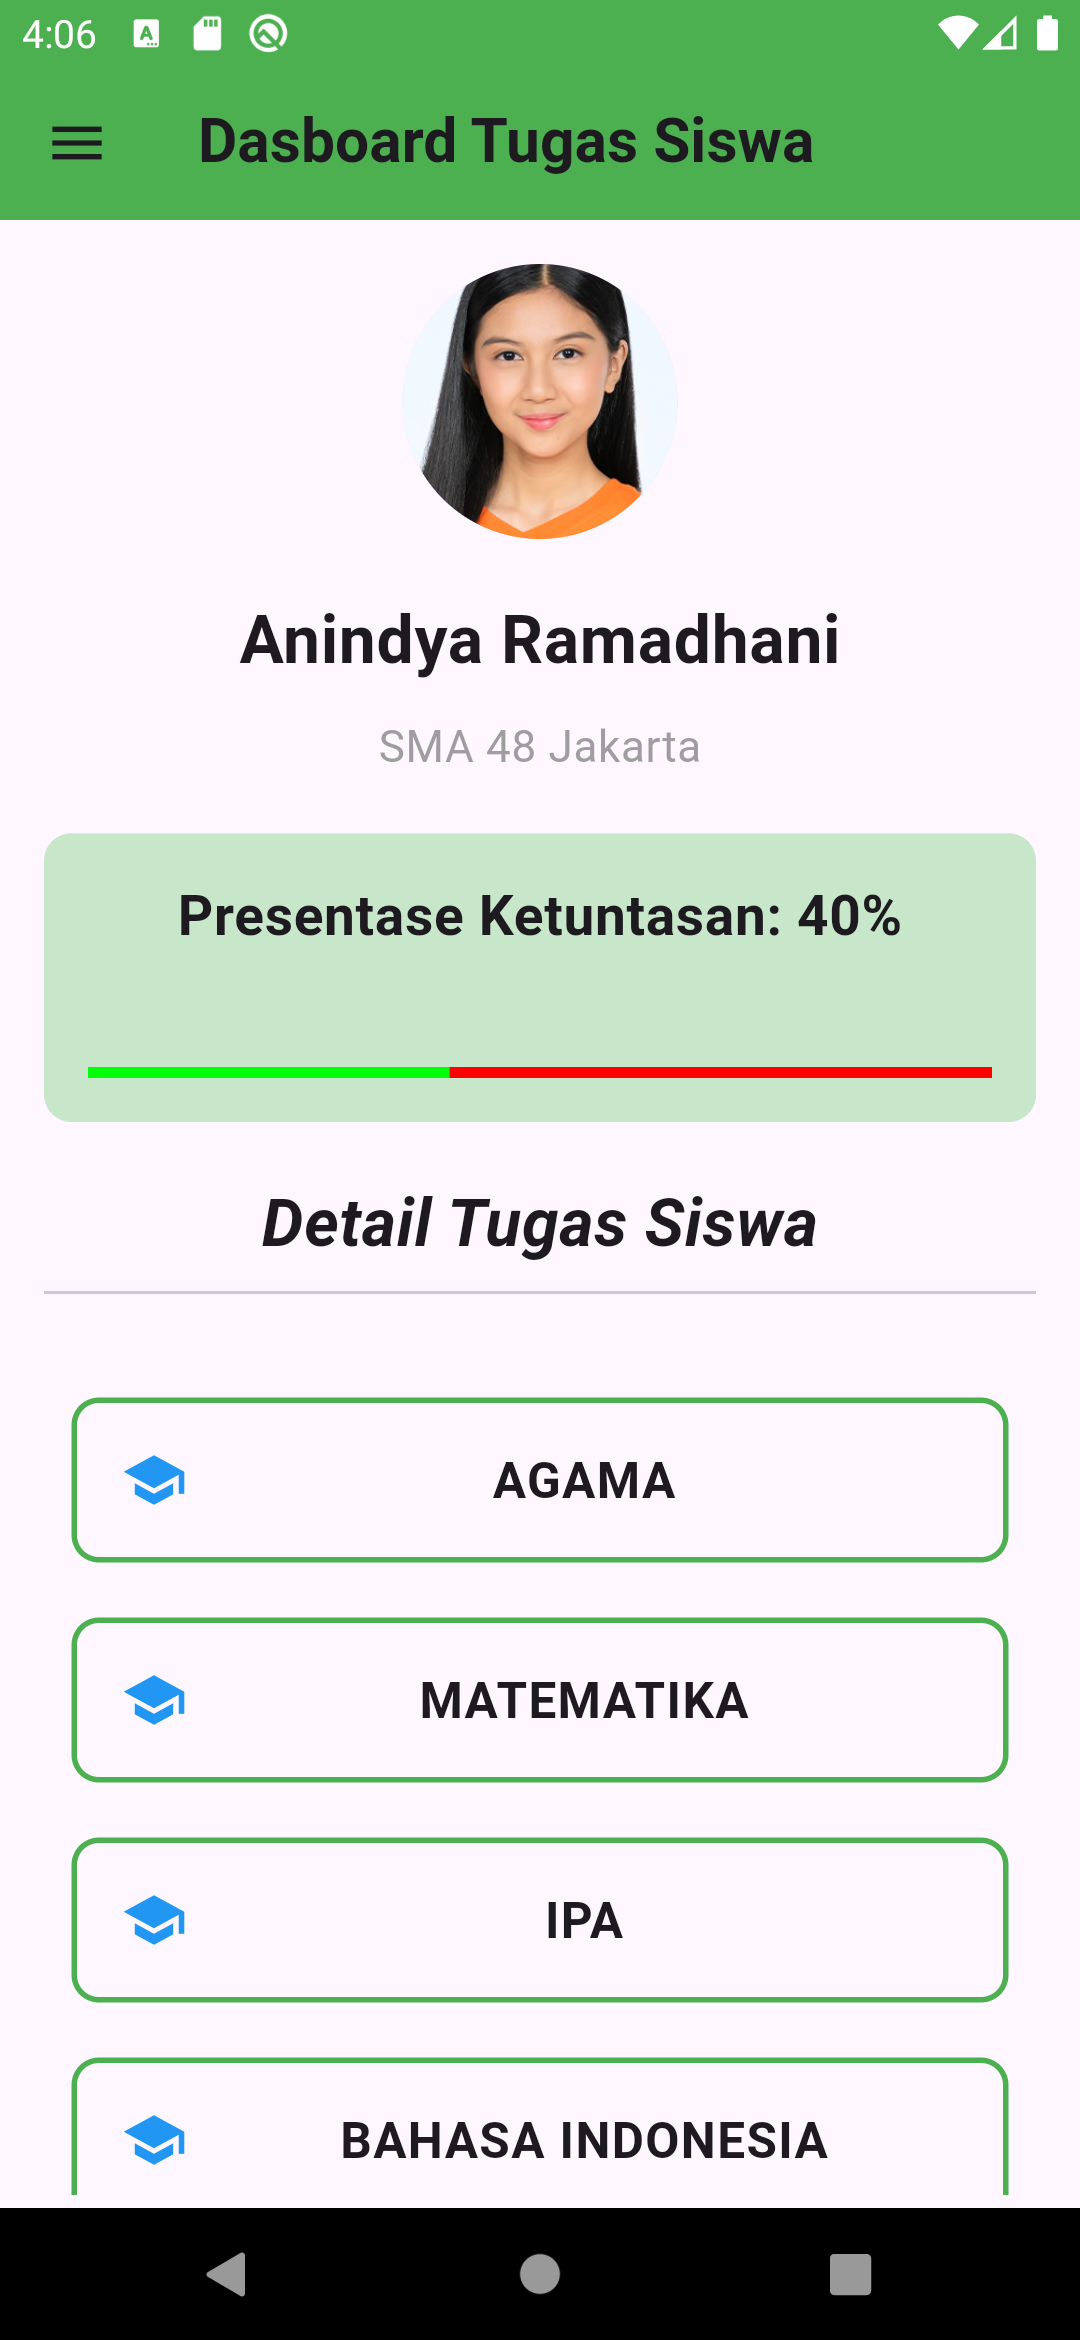 4:06
Dasboard Tugas Siswa
Anindya Ramadhani
SMA 48 Jakarta
Presentase Ketuntasan: 40%
Detail Tugas Siswa
AGAMA
MATEMATIKA
IPA
BAHASA INDONESIA